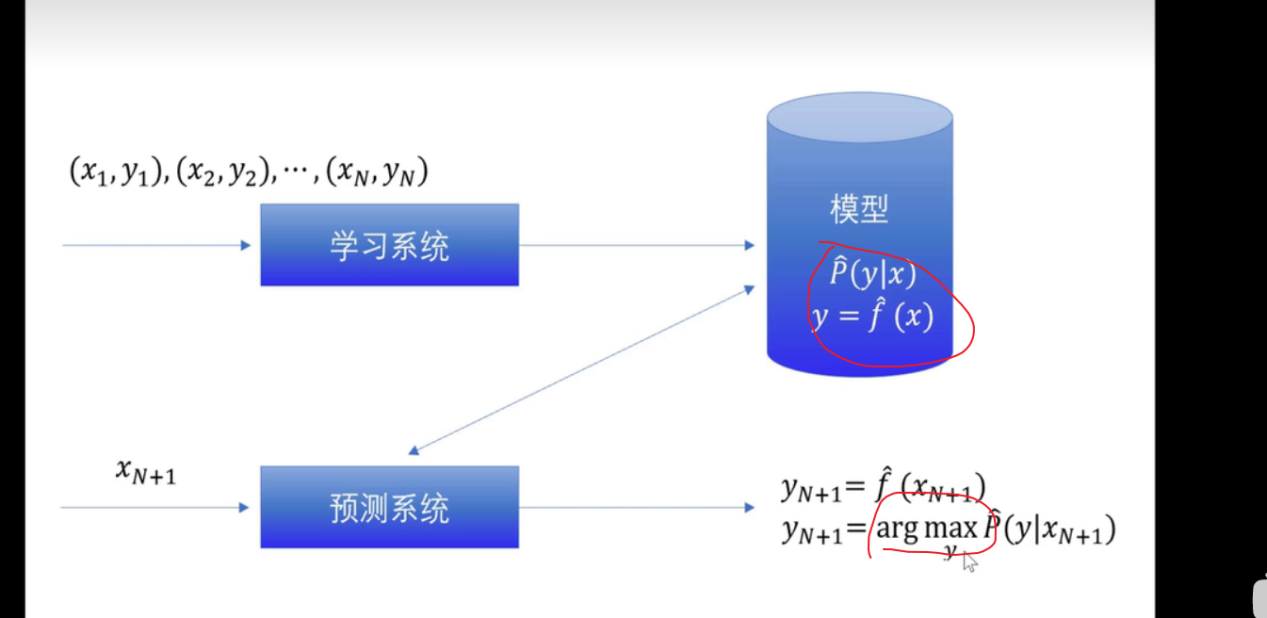 (x₁, y₁), (x₂, y₂), ⋯ , (x_N, y_N)
学习系统
模型
P̂(y|x)
y = f̂ (x)
x_{N+1}
预测系统
y_{N+1} = f̂ (x_{N+1})
y_{N+1} = arg max P̂(y|x_{N+1})
y